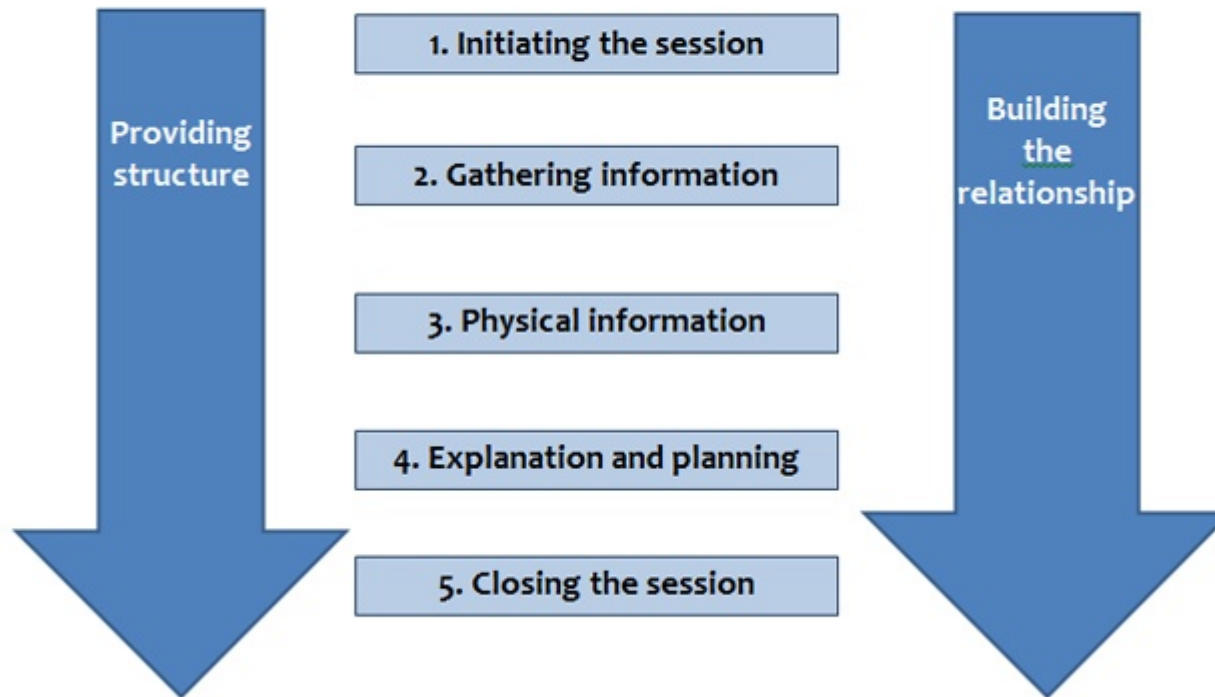 Providing
structure
1. Initiating the session
2. Gathering information
3. Physical information
4. Explanation and planning
5. Closing the session
Building
the
relationship